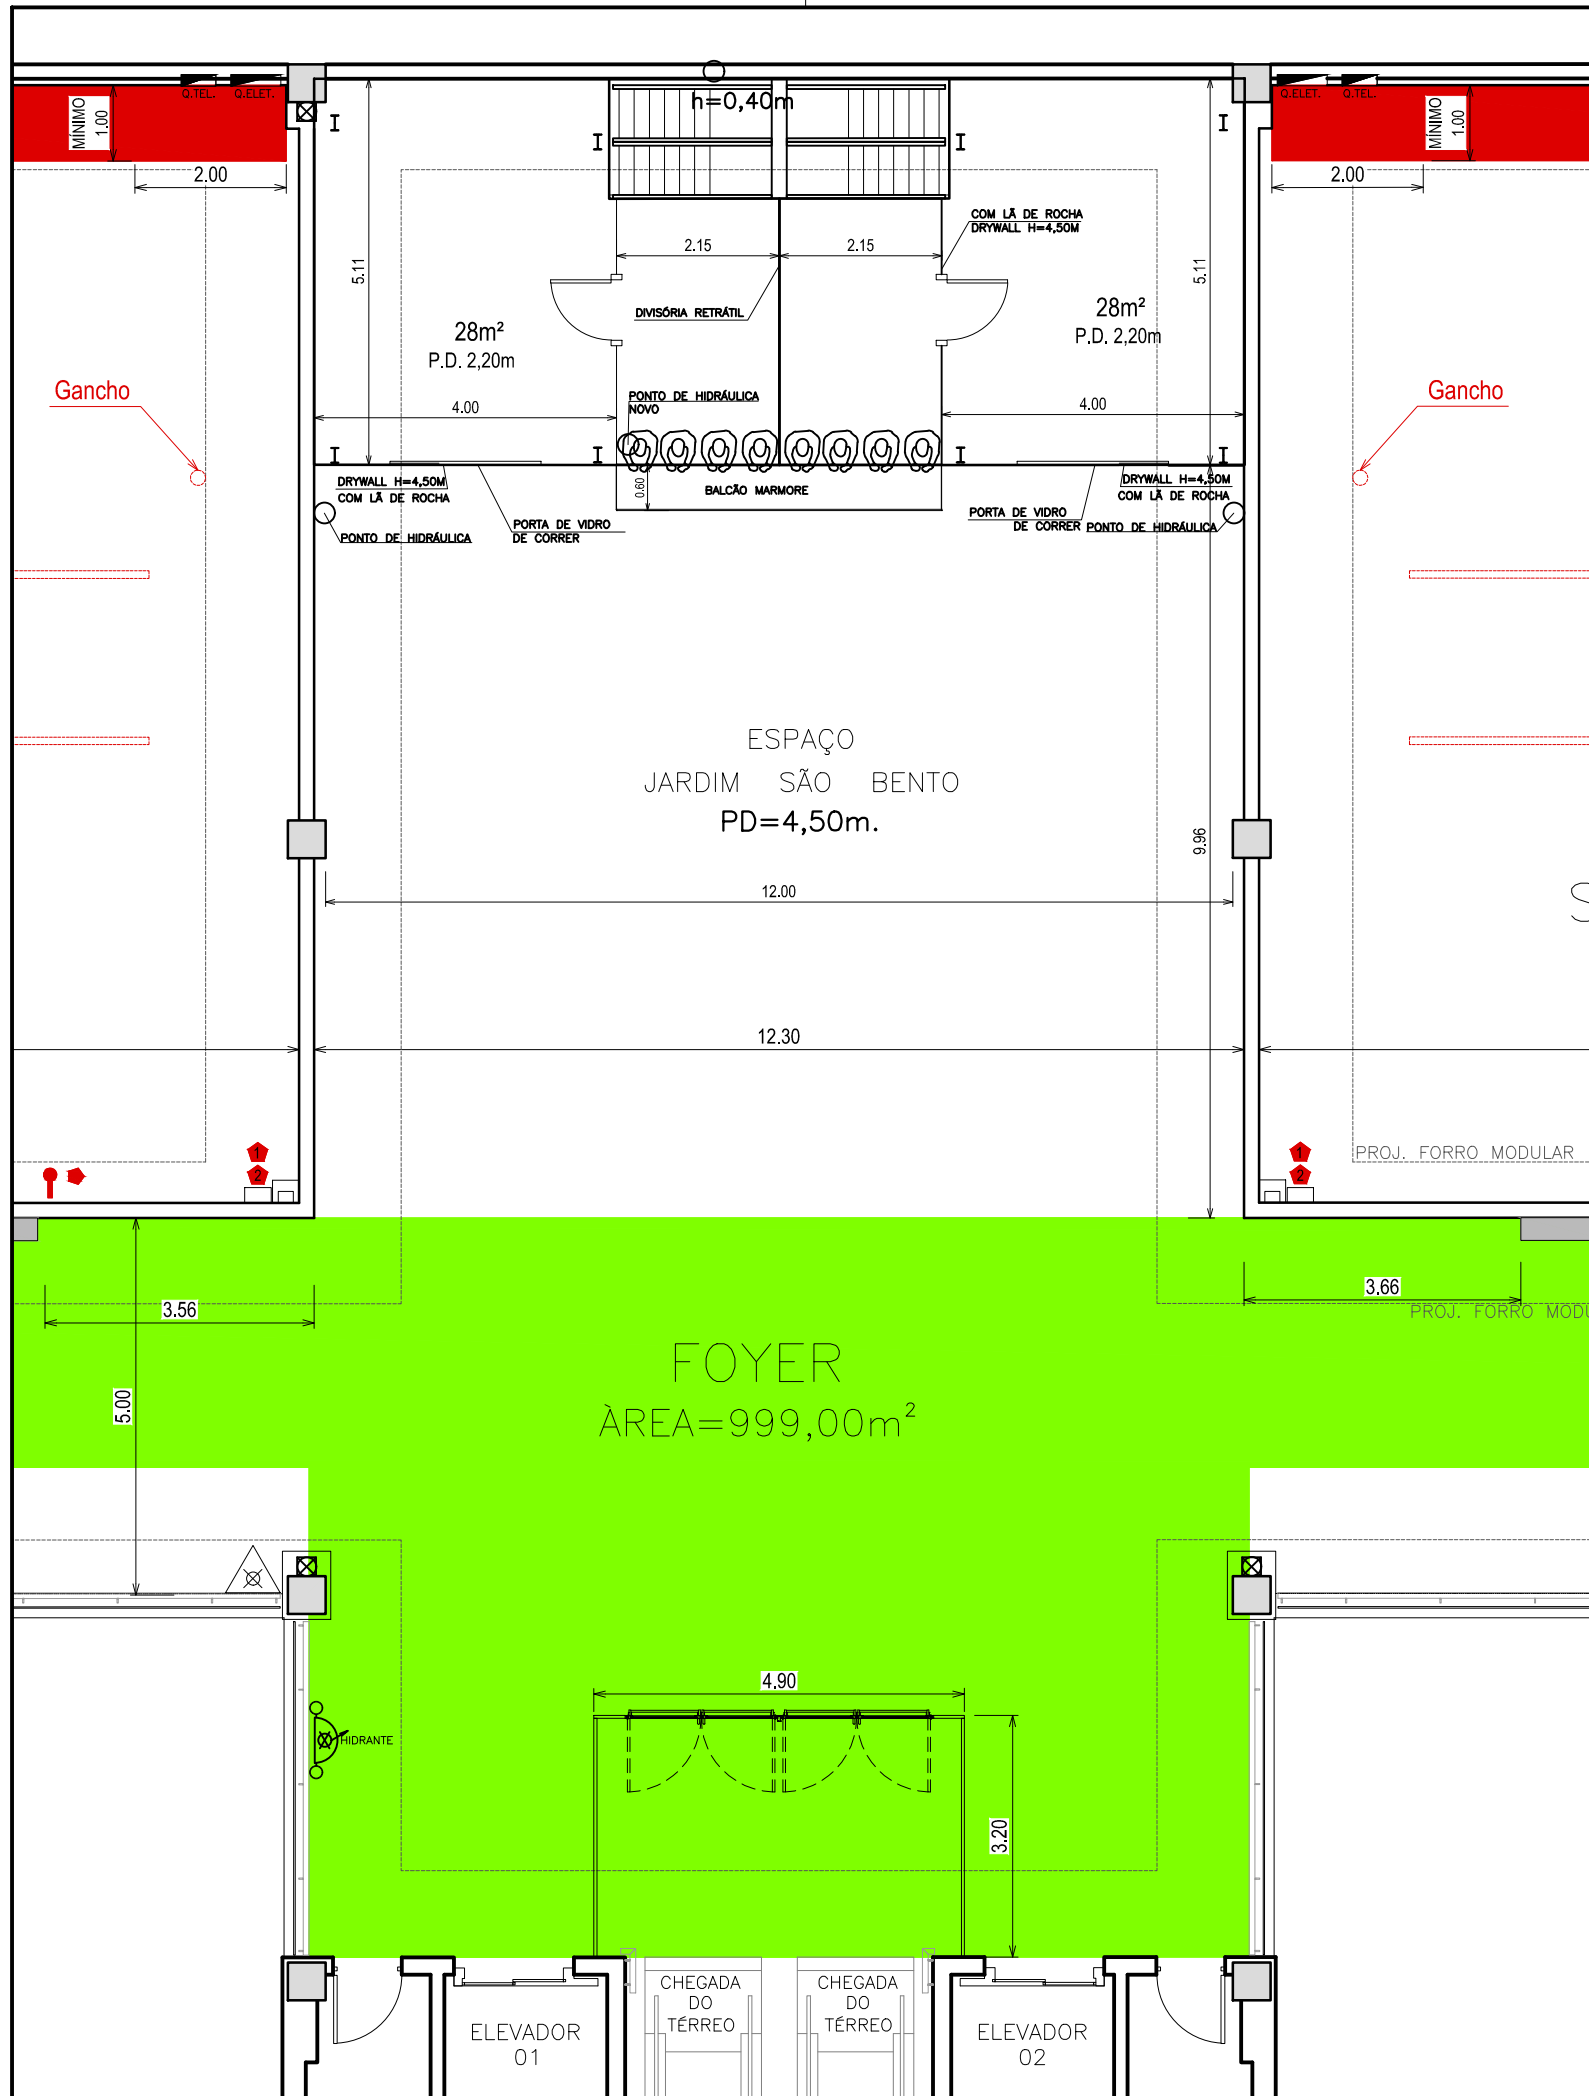 h=0,40m
Q.TEL.
Q.ELET.
Q.ELET.
Q.TEL.
MÍNIMO
1.00
MÍNIMO
1.00
2.00
2.00
COM LÃ DE ROCHA
DRYWALL H=4,50M
2.15
2.15
5.11
5.11
DIVISÓRIA RETRÁTIL
28m²
P.D. 2,20m
28m²
P.D. 2,20m
Gancho
Gancho
PONTO DE HIDRÁULICA
NOVO
4.00
4.00
DRYWALL H=4,50M
COM LÃ DE ROCHA
0.60
BALCÃO MARMORE
DRYWALL H=4,50M
COM LÃ DE ROCHA
PONTO DE HIDRÁULICA
PORTA DE VIDRO
DE CORRER
PORTA DE VIDRO
DE CORRER
PONTO DE HIDRÁULICA
ESPAÇO
JARDIM SÃO BENTO
PD=4,50m.
9.96
S
12.00
12.30
1
2
1
2
PROJ. FORRO MODULAR
3.56
3.66
PROJ. FORRO MODU
FOYER
ÀREA=999,00m²
5.00
4.90
HIDRANTE
3.20
CHEGADA
DO
TÉRREO
CHEGADA
DO
TÉRREO
ELEVADOR
01
ELEVADOR
02